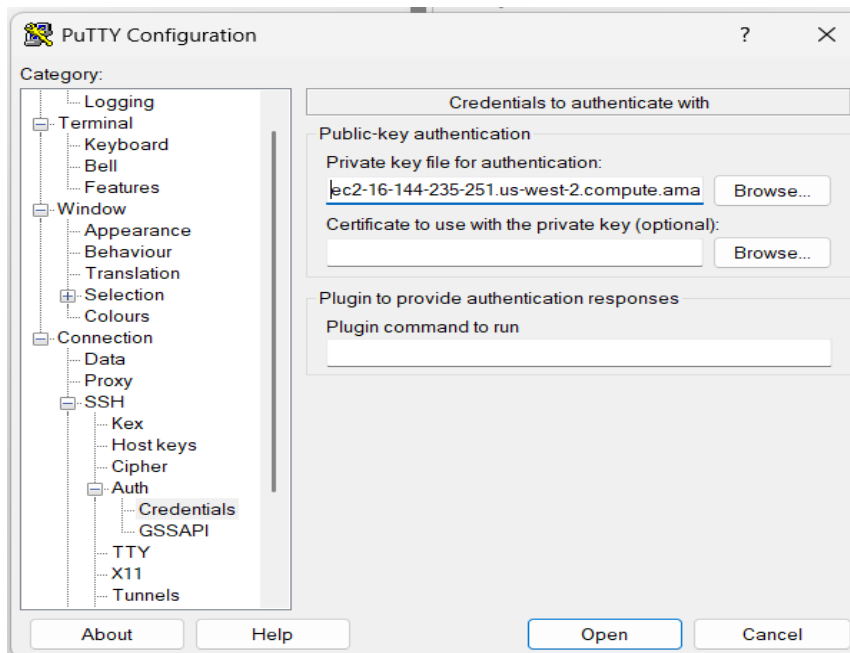 PuTTY Configuration
?
Category:
Logging
Terminal
Keyboard
Bell
Features
Window
Appearance
Behaviour
Translation
Selection
Colours
Connection
Data
Proxy
SSH
Kex
Host keys
Cipher
Auth
Credentials
GSSAPI
TTY
X11
Tunnels
Credentials to authenticate with
Public-key authentication
Private key file for authentication:
ec2-16-144-235-251.us-west-2.compute.ama
Browse...
Certificate to use with the private key (optional):
Browse...
Plugin to provide authentication responses
Plugin command to run
About
Help
Open
Cancel